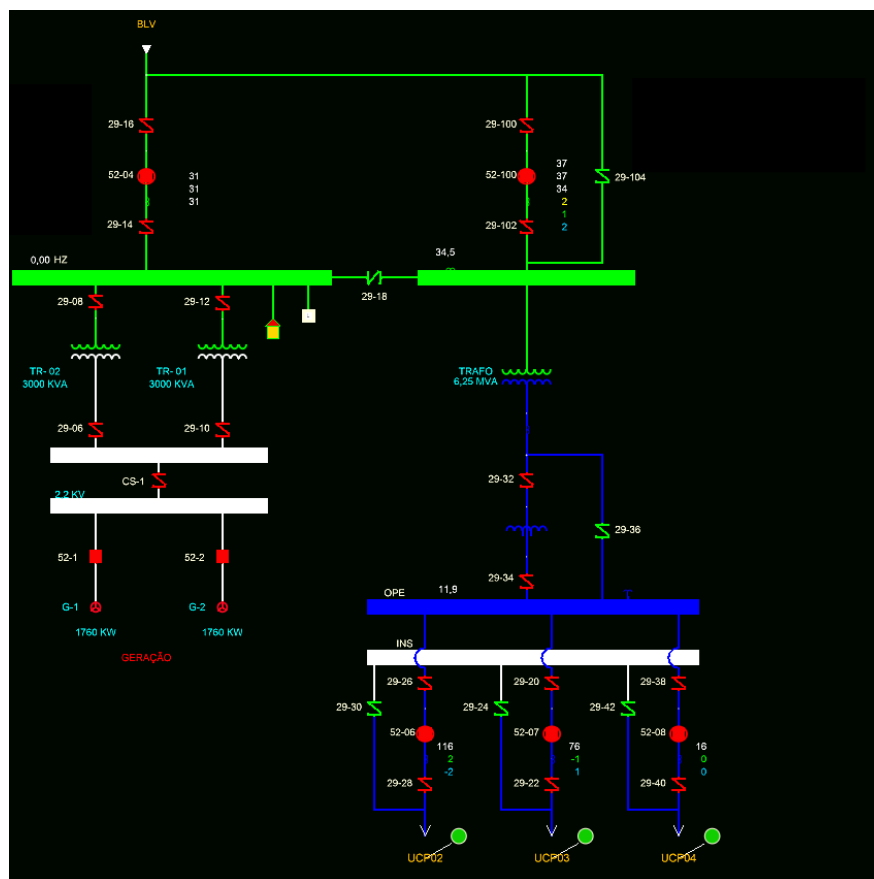 BLV
29-16
29-100
52-04
31
31
31
52-100
37
37
34
2
1
2
29-104
29-14
29-102
0,00 HZ
34,5
29-18
29-08
29-12
TR- 02
3000 KVA
TR- 01
3000 KVA
TRAFO
6,25 MVA
29-06
29-10
CS-1
2,2 KV
29-32
29-36
52-1
52-2
29-34
G-1
G-2
OPE
11,9
1760 KW
1760 KW
GERAÇÃO
INS
29-26
29-20
29-38
29-30
29-24
29-42
52-06
116
2
-2
52-07
76
-1
1
52-08
16
0
0
29-28
29-22
29-40
UCP02
UCP03
UCP04